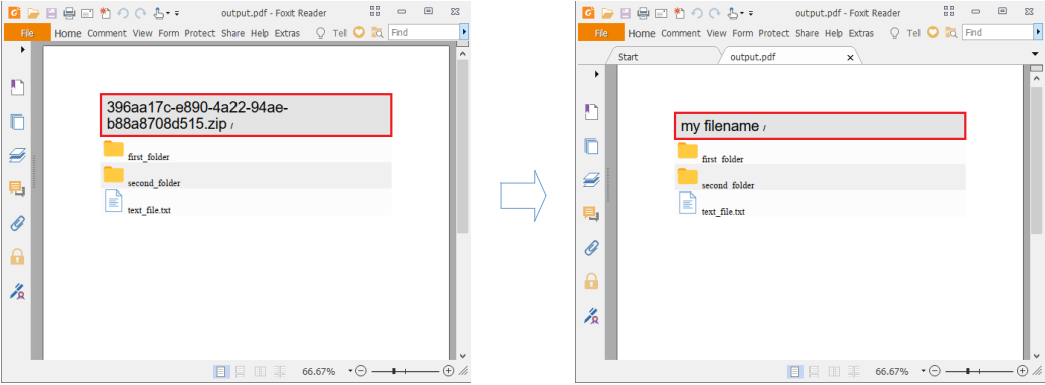 output.pdf - Foxit Reader
File Home Comment View Form Protect Share Help Extras Tell Find
396aa17c-e890-4a22-94ae-
b88a8708d515.zip /
first_folder
second_folder
text_file.txt
66.67%
output.pdf - Foxit Reader
File Home Comment View Form Protect Share Help Extras Tell Find
Start output.pdf x
my filename /
first_folder
second_folder
text_file.txt
66.67%